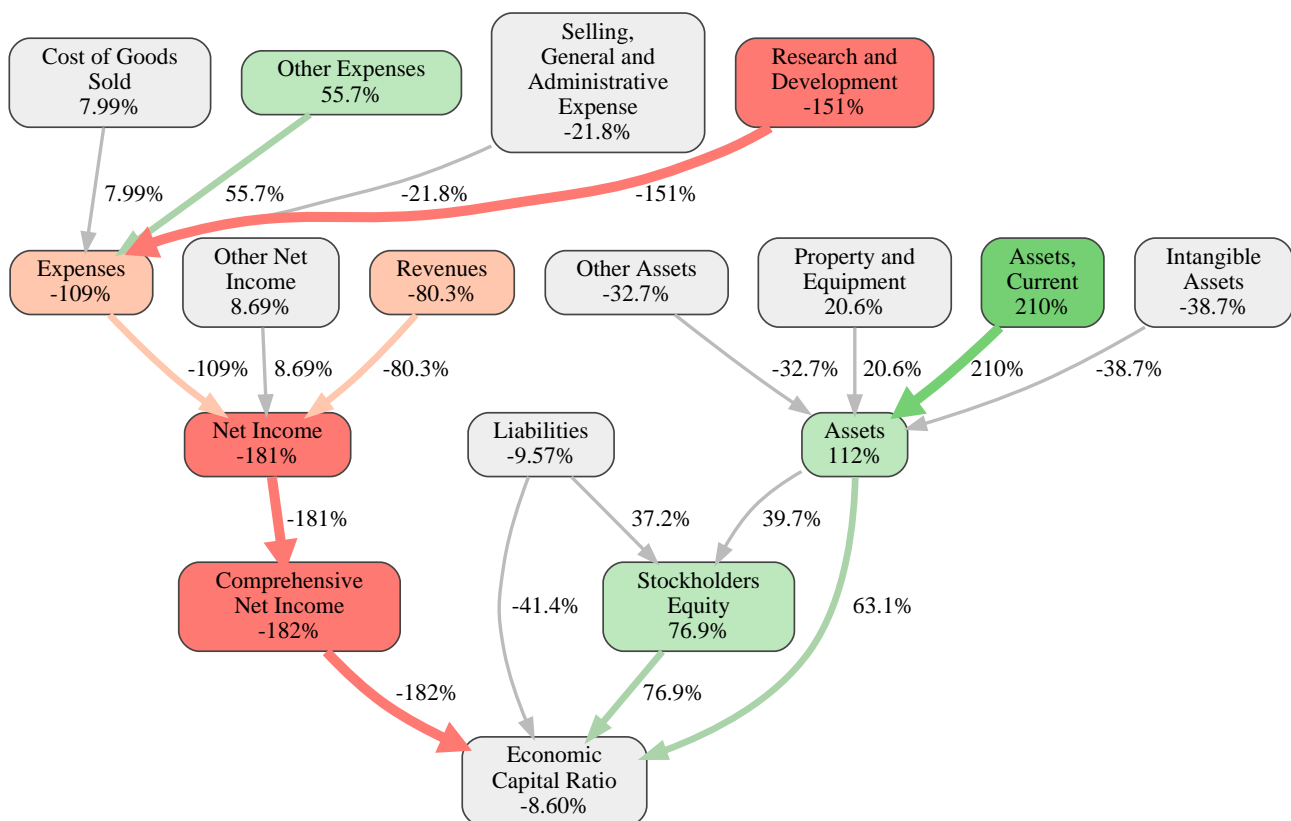 Cost of Goods
Sold
7.99%
Other Expenses
55.7%
Selling,
General and
Administrative
Expense
-21.8%
Research and
Development
-151%
7.99%
55.7%
-21.8%
-151%
Expenses
-109%
Other Net
Income
8.69%
Revenues
-80.3%
Other Assets
-32.7%
Property and
Equipment
20.6%
Assets,
Current
210%
Intangible
Assets
-38.7%
-109%
8.69%
-80.3%
-32.7%
20.6%
210%
-38.7%
Net Income
-181%
Liabilities
-9.57%
Assets
112%
-181%
37.2%
39.7%
Comprehensive
Net Income
-182%
-41.4%
Stockholders
Equity
76.9%
63.1%
-182%
76.9%
Economic
Capital Ratio
-8.60%